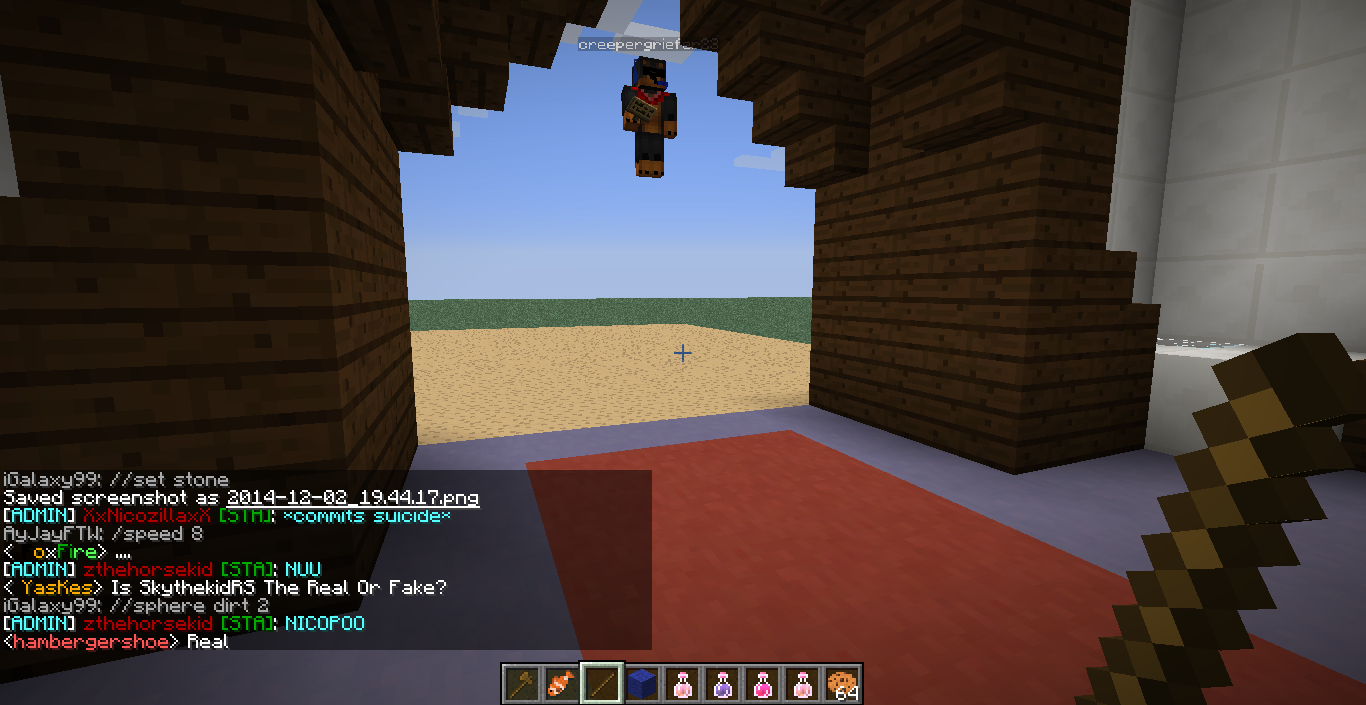 iGalaxy99: //set stone
Saved screenshot as 2014-12-02_19.44.17.png
[ADMIN] XxNicozillaxX [STA]: *commits suicide*
AyJayFTW: /speed 8
< oxFire> ....
[ADMIN] zthehorsekid [STA]: NUU
< YasKes> Is SkythekidRS The Real Or Fake?
iGalaxy99: //sphere dirt 2
[ADMIN] zthehorsekid [STA]: NICOPOO
<hambergershoe> Real
64